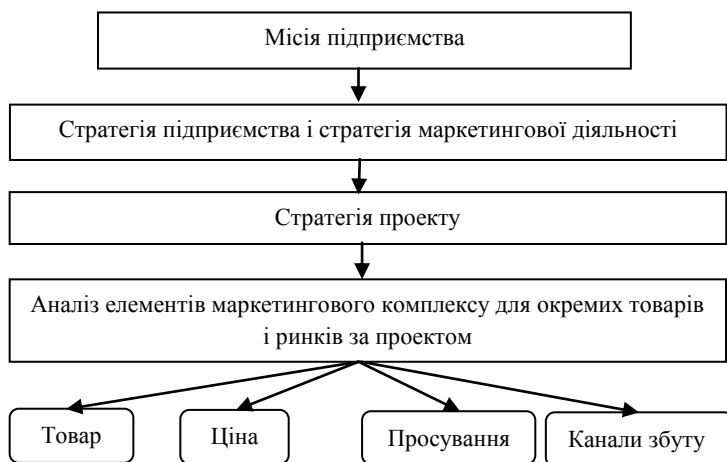 Місія підприємства
Стратегія підприємства і стратегія маркетингової діяльності
Стратегія проекту
Аналіз елементів маркетингового комплексу для окремих товарів
і ринків за проектом
Товар
Ціна
Просування
Канали збуту